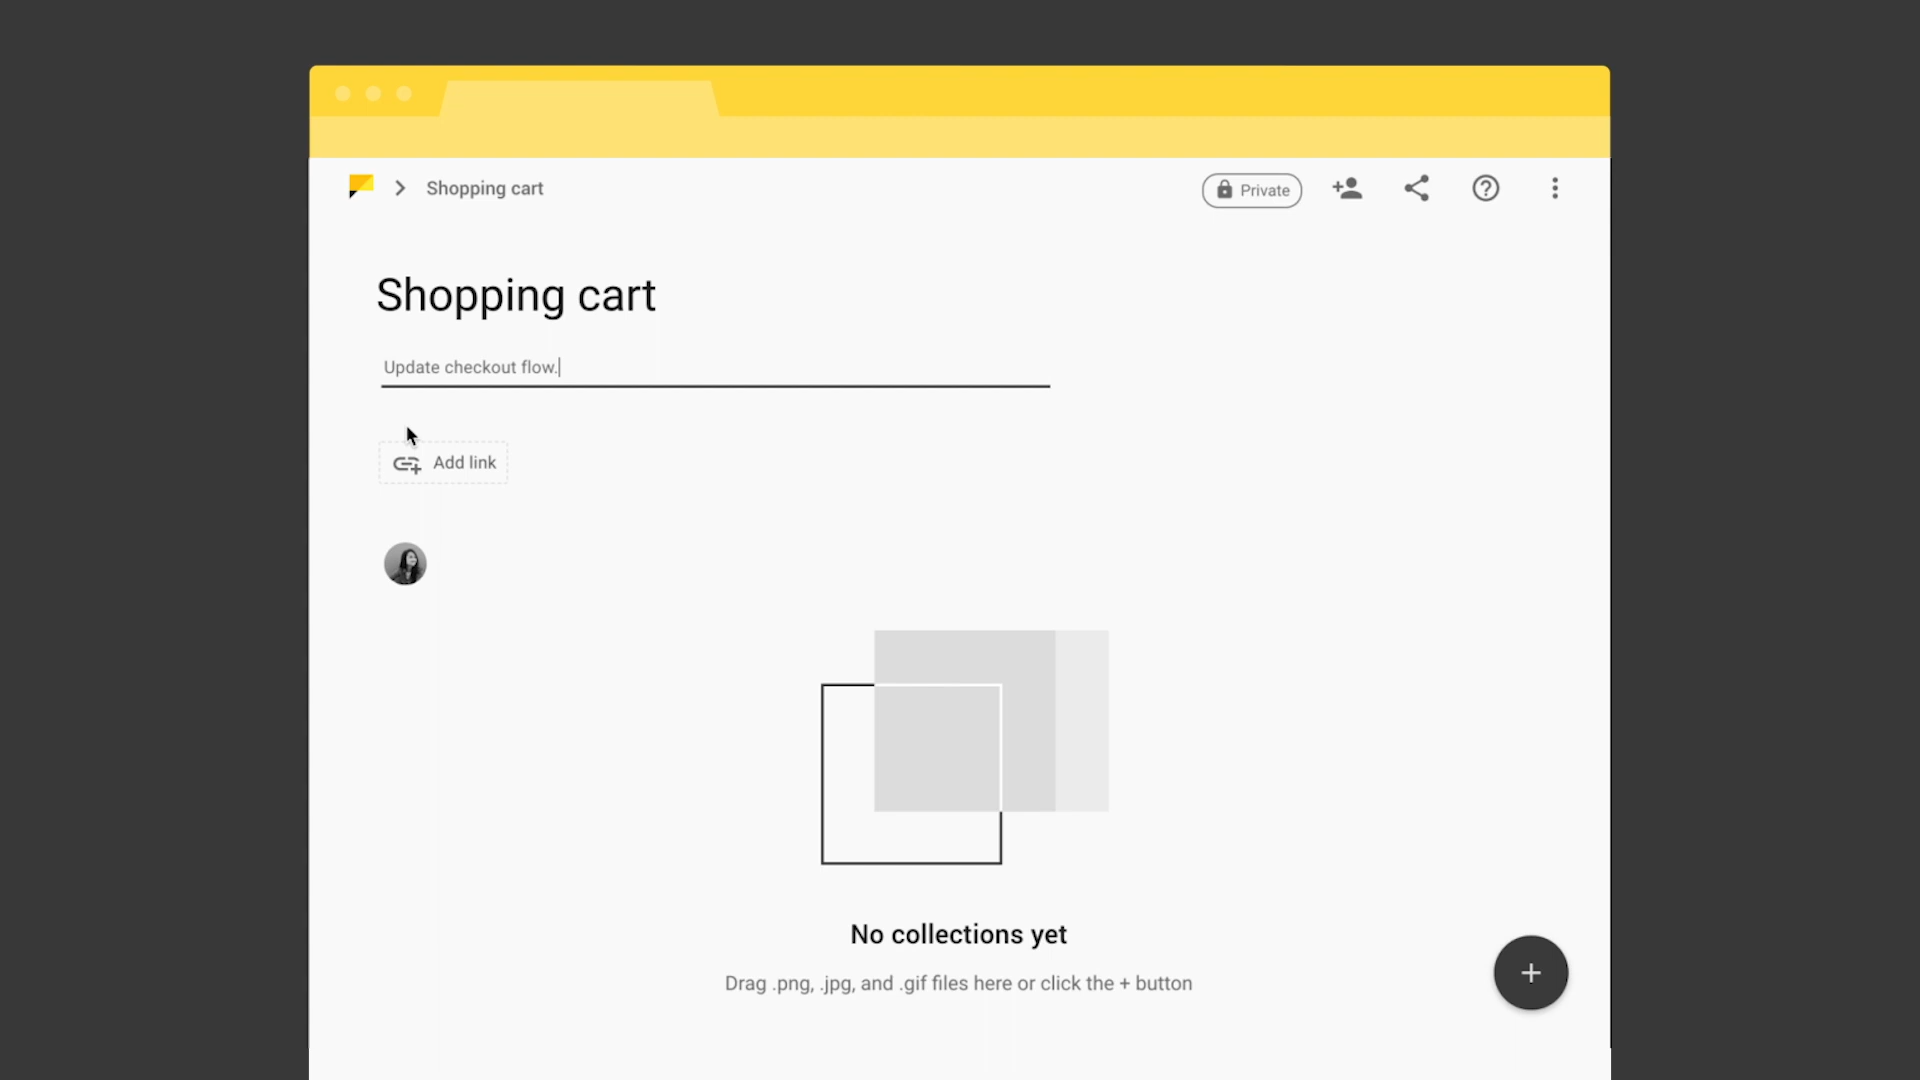 Shopping cart
Private
Shopping cart
Update checkout flow.
Add link
No collections yet
Drag .png, .jpg, and .gif files here or click the + button